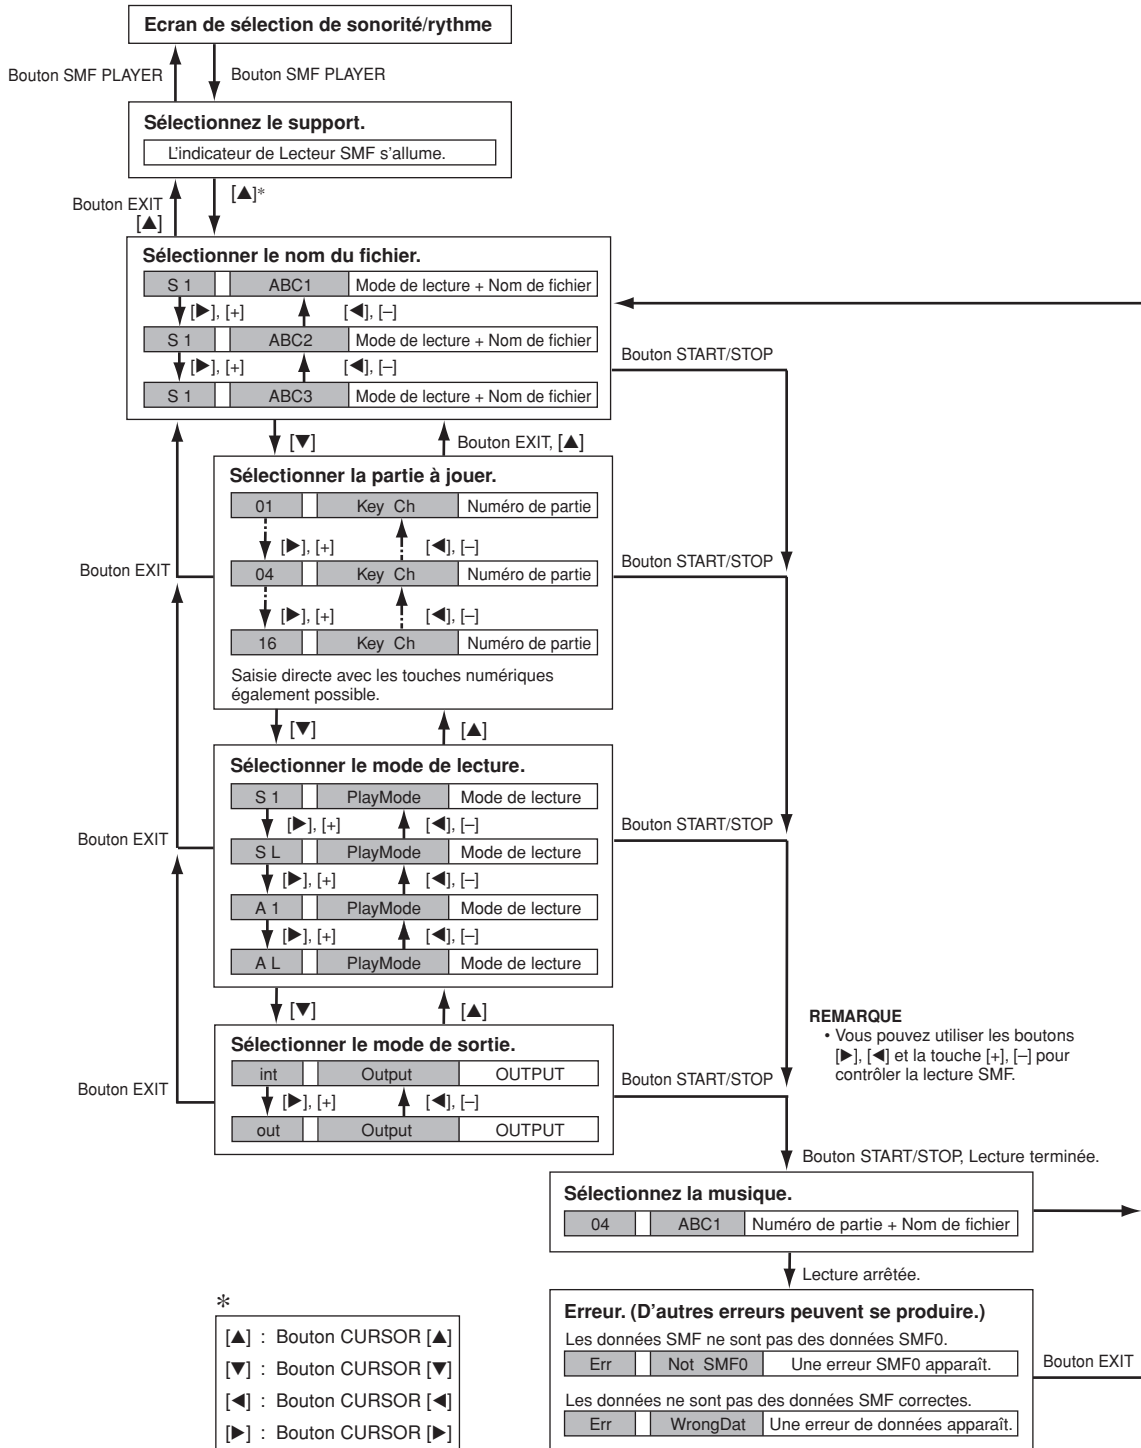 Ecran de sélection de sonorité/rythme
Bouton SMF PLAYER
Bouton SMF PLAYER
Sélectionnez le support.
L'indicateur de Lecteur SMF s'allume.
Bouton EXIT
[▲]
[▲]*
Sélectionner le nom du fichier.
S 1 ABC1 Mode de lecture + Nom de fichier
[▶], [+] [◀], [–]
S 1 ABC2 Mode de lecture + Nom de fichier
[▶], [+] [◀], [–]
S 1 ABC3 Mode de lecture + Nom de fichier
Bouton START/STOP
[▼]
Bouton EXIT, [▲]
Sélectionner la partie à jouer.
01 Key Ch Numéro de partie
[▶], [+] [◀], [–]
04 Key Ch Numéro de partie
[▶], [+] [◀], [–]
16 Key Ch Numéro de partie
Saisie directe avec les touches numériques
également possible.
Bouton EXIT
Bouton START/STOP
[▼]
[▲]
Sélectionner le mode de lecture.
S 1 PlayMode Mode de lecture
[▶], [+] [◀], [–]
S L PlayMode Mode de lecture
[▶], [+] [◀], [–]
A 1 PlayMode Mode de lecture
[▶], [+] [◀], [–]
A L PlayMode Mode de lecture
Bouton EXIT
Bouton START/STOP
[▼]
[▲]
Sélectionner le mode de sortie.
int Output OUTPUT
[▶], [+] [◀], [–]
out Output OUTPUT
Bouton EXIT
Bouton START/STOP
REMARQUE
• Vous pouvez utiliser les boutons
[▶], [◀] et la touche [+], [–] pour
contrôler la lecture SMF.
Bouton START/STOP, Lecture terminée.
Sélectionnez la musique.
04 ABC1 Numéro de partie + Nom de fichier
Lecture arrêtée.
Erreur. (D'autres erreurs peuvent se produire.)
Les données SMF ne sont pas des données SMF0.
Err Not SMF0 Une erreur SMF0 apparaît.
Les données ne sont pas des données SMF correctes.
Err WrongDat Une erreur de données apparaît.
Bouton EXIT
*
[▲] : Bouton CURSOR [▲]
[▼] : Bouton CURSOR [▼]
[◀] : Bouton CURSOR [◀]
[▶] : Bouton CURSOR [▶]